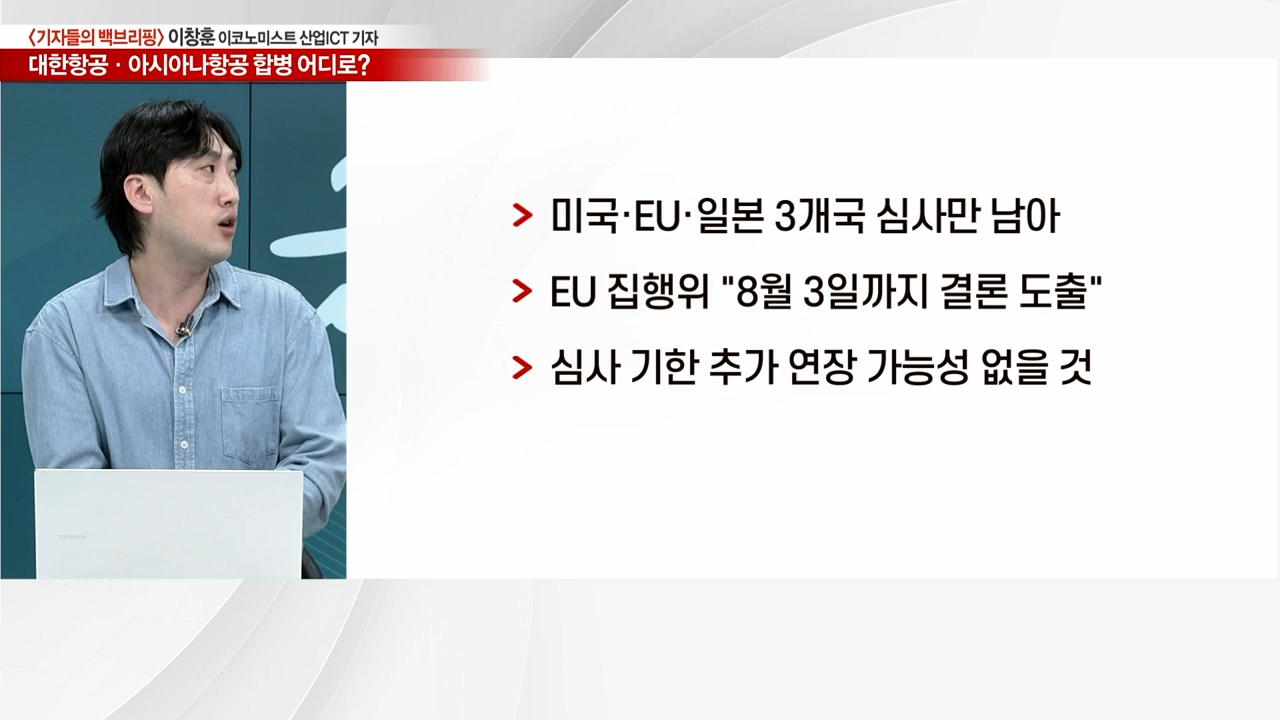 〈기자들의 백브리핑〉 이창훈 이코노미스트 산업ICT 기자
대한항공 · 아시아나항공 합병 어디로?
> 미국·EU·일본 3개국 심사만 남아
> EU 집행위 "8월 3일까지 결론 도출"
> 심사 기한 추가 연장 가능성 없을 것